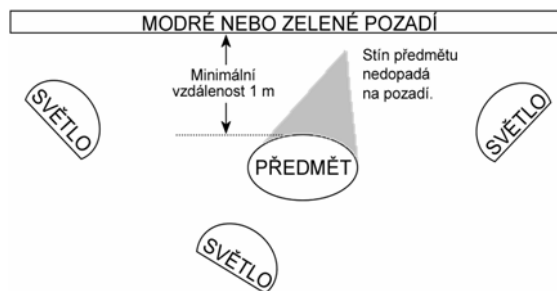 MODRÉ NEBO ZELENÉ POZADÍ
Minimální
vzdálenost 1 m
Stín předmětu
nedopadá
na pozadí.
SVĚTLO
SVĚTLO
PŘEDMĚT
SVĚTLO